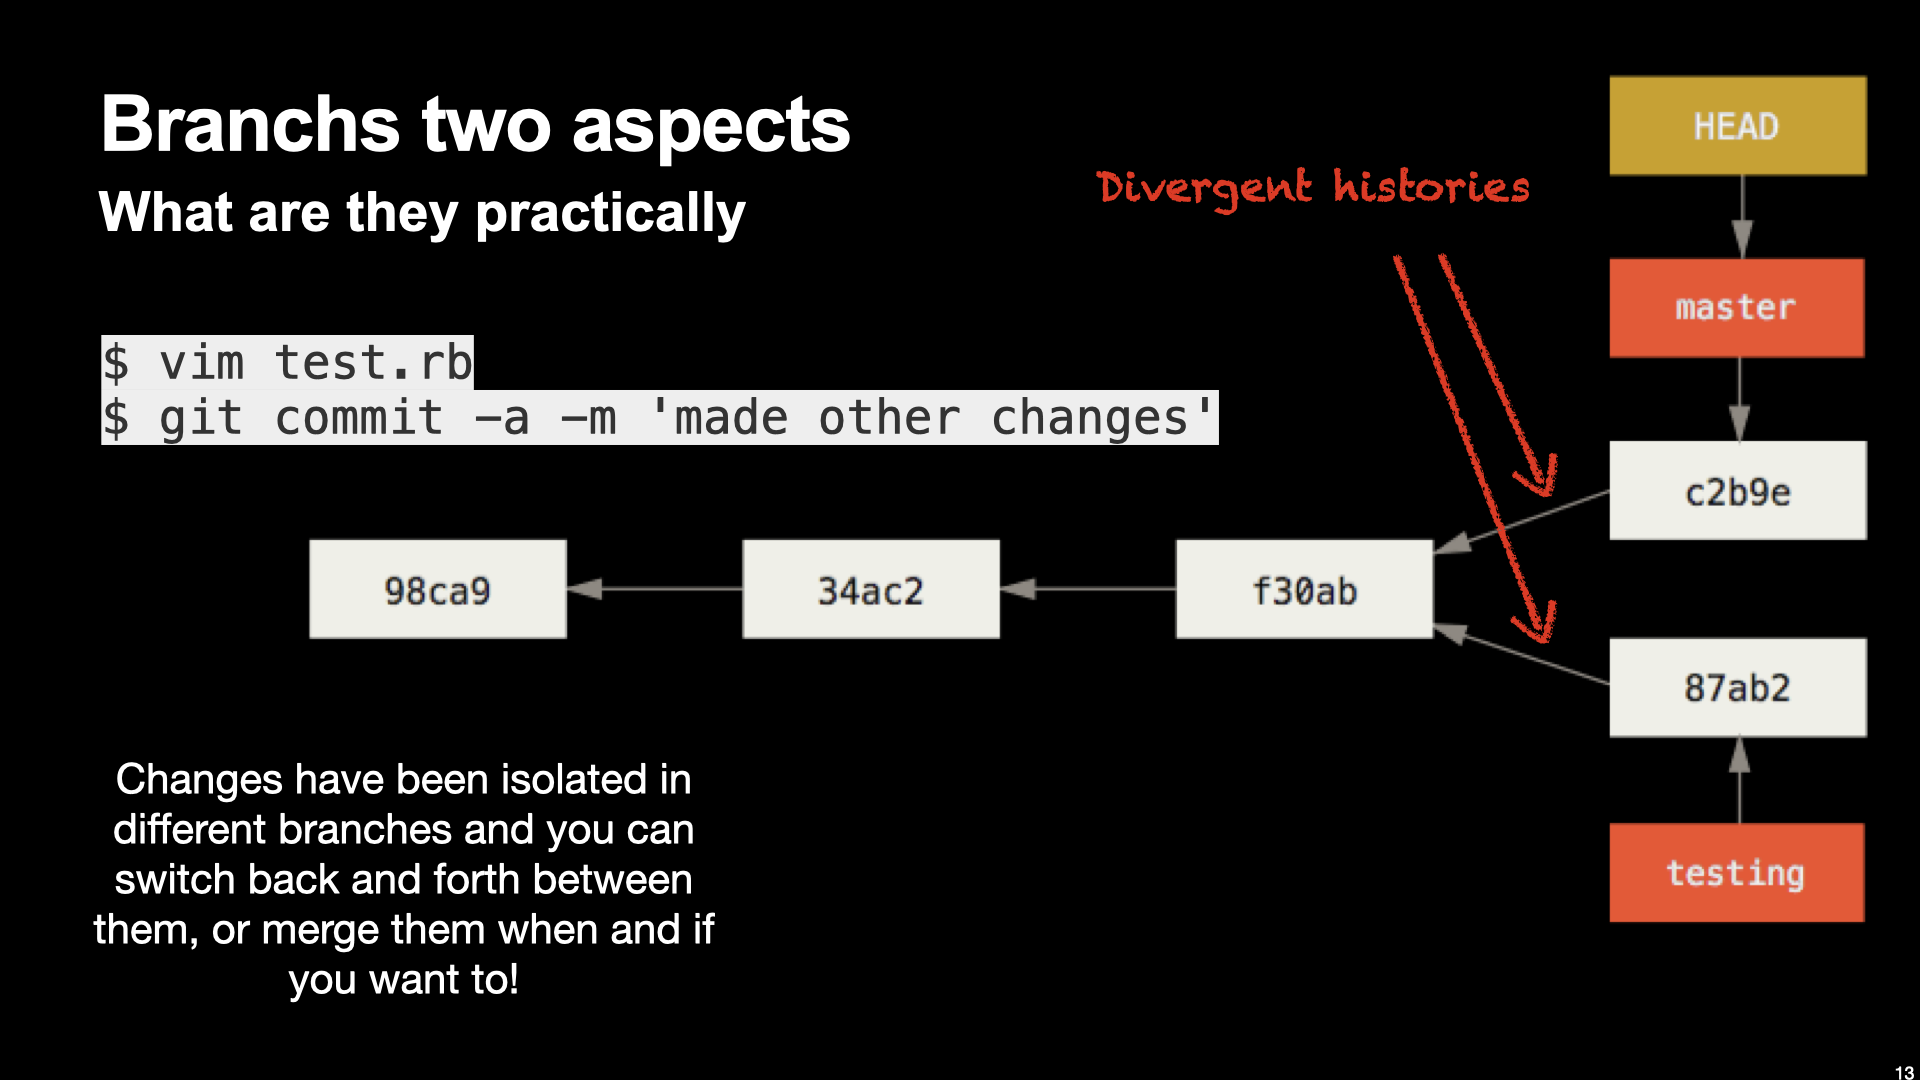 Branchs two aspects
What are they practically
Divergent histories
HEAD
master
$ vim test.rb
$ git commit -a -m 'made other changes'
c2b9e
98ca9
34ac2
f30ab
87ab2
testing
Changes have been isolated in
different branches and you can
switch back and forth between
them, or merge them when and if
you want to!
13